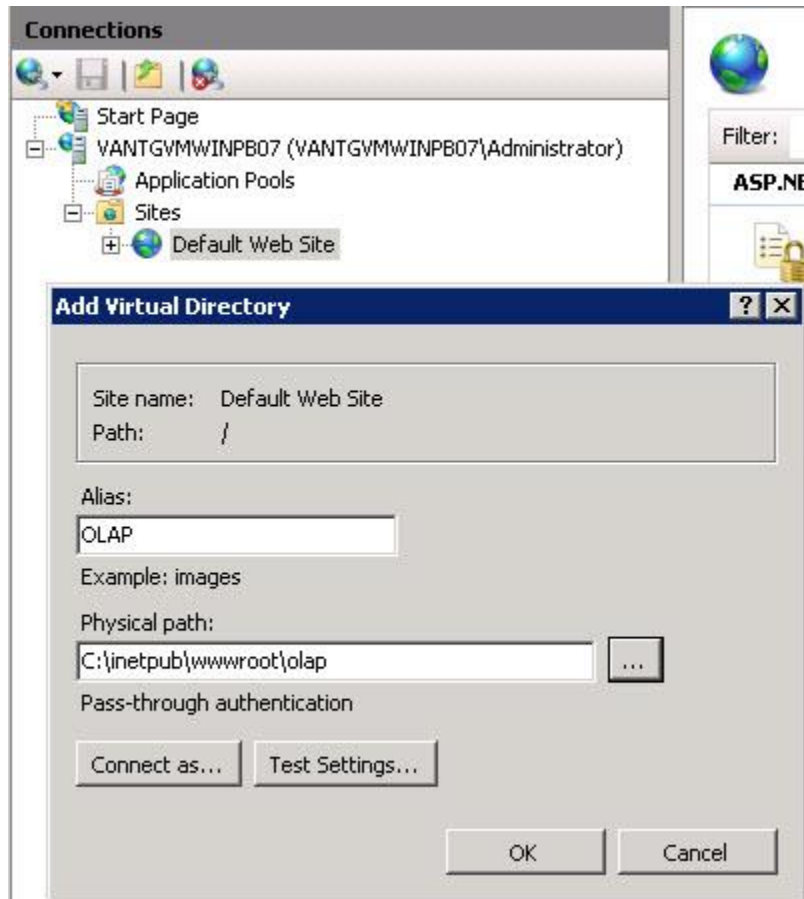 Connections
Start Page
VANTGVMWINPB07 (VANTGVMWINPB07\Administrator)
Application Pools
Sites
Default Web Site
Filter:
ASP.NE
Add Virtual Directory
Site name: Default Web Site
Path: /
Alias:
OLAP
Example: images
Physical path:
C:\inetpub\wwwroot\olap
...
Pass-through authentication
Connect as... Test Settings...
OK Cancel